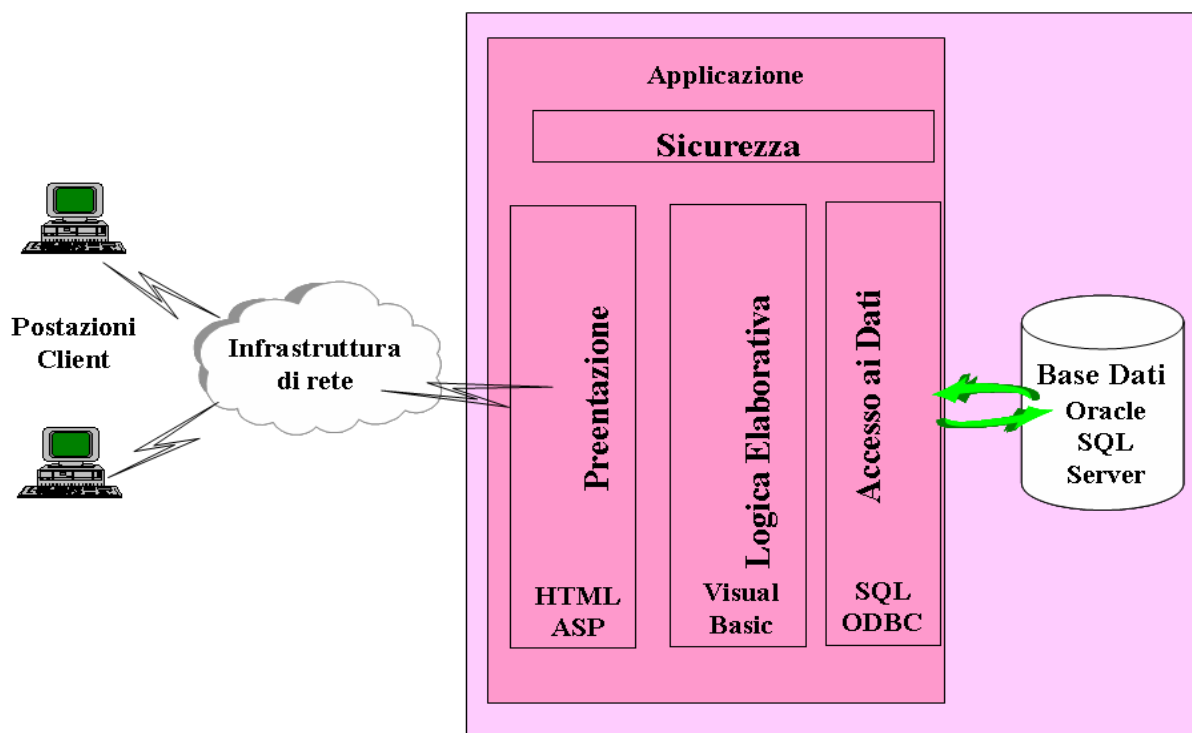 Applicazione
Sicurezza
Postazioni
Client
Infrastruttura
di rete
Preentazione
HTML
ASP
Logica Elaborativa
Visual
Basic
Accesso ai Dati
SQL
ODBC
Base Dati
Oracle
SQL
Server